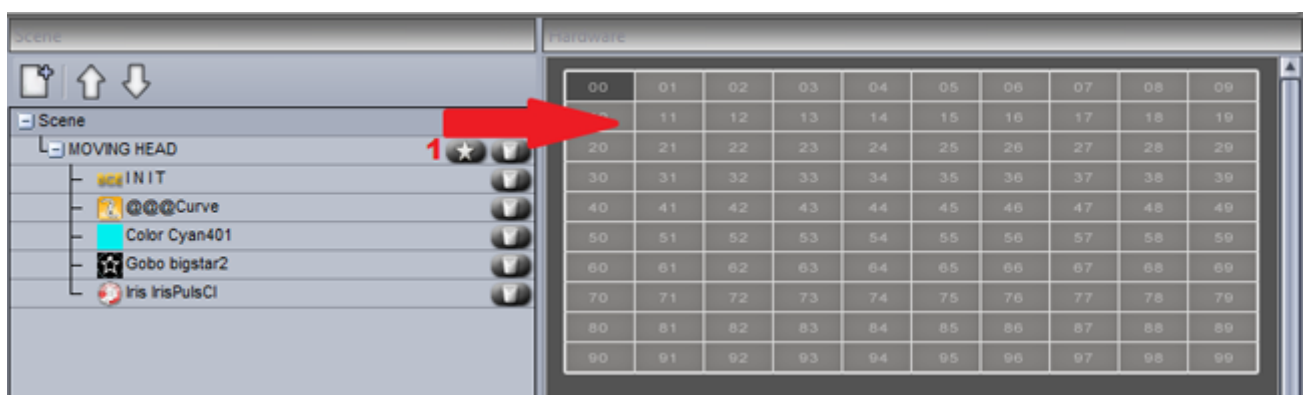 Scene
Hardware
Scene
MOVING HEAD
1
SCE INIT
@@@Curve
Color Cyan401
Gobo bigstar2
Iris IrisPulsCl
00 01 02 03 04 05 06 07 08 09
11 12 13 14 15 16 17 18 19
20 21 22 23 24 25 26 27 28 29
30 31 32 33 34 35 36 37 38 39
40 41 42 43 44 45 46 47 48 49
50 51 52 53 54 55 56 57 58 59
60 61 62 63 64 65 66 67 68 69
70 71 72 73 74 75 76 77 78 79
80 81 82 83 84 85 86 87 88 89
90 91 92 93 94 95 96 97 98 99